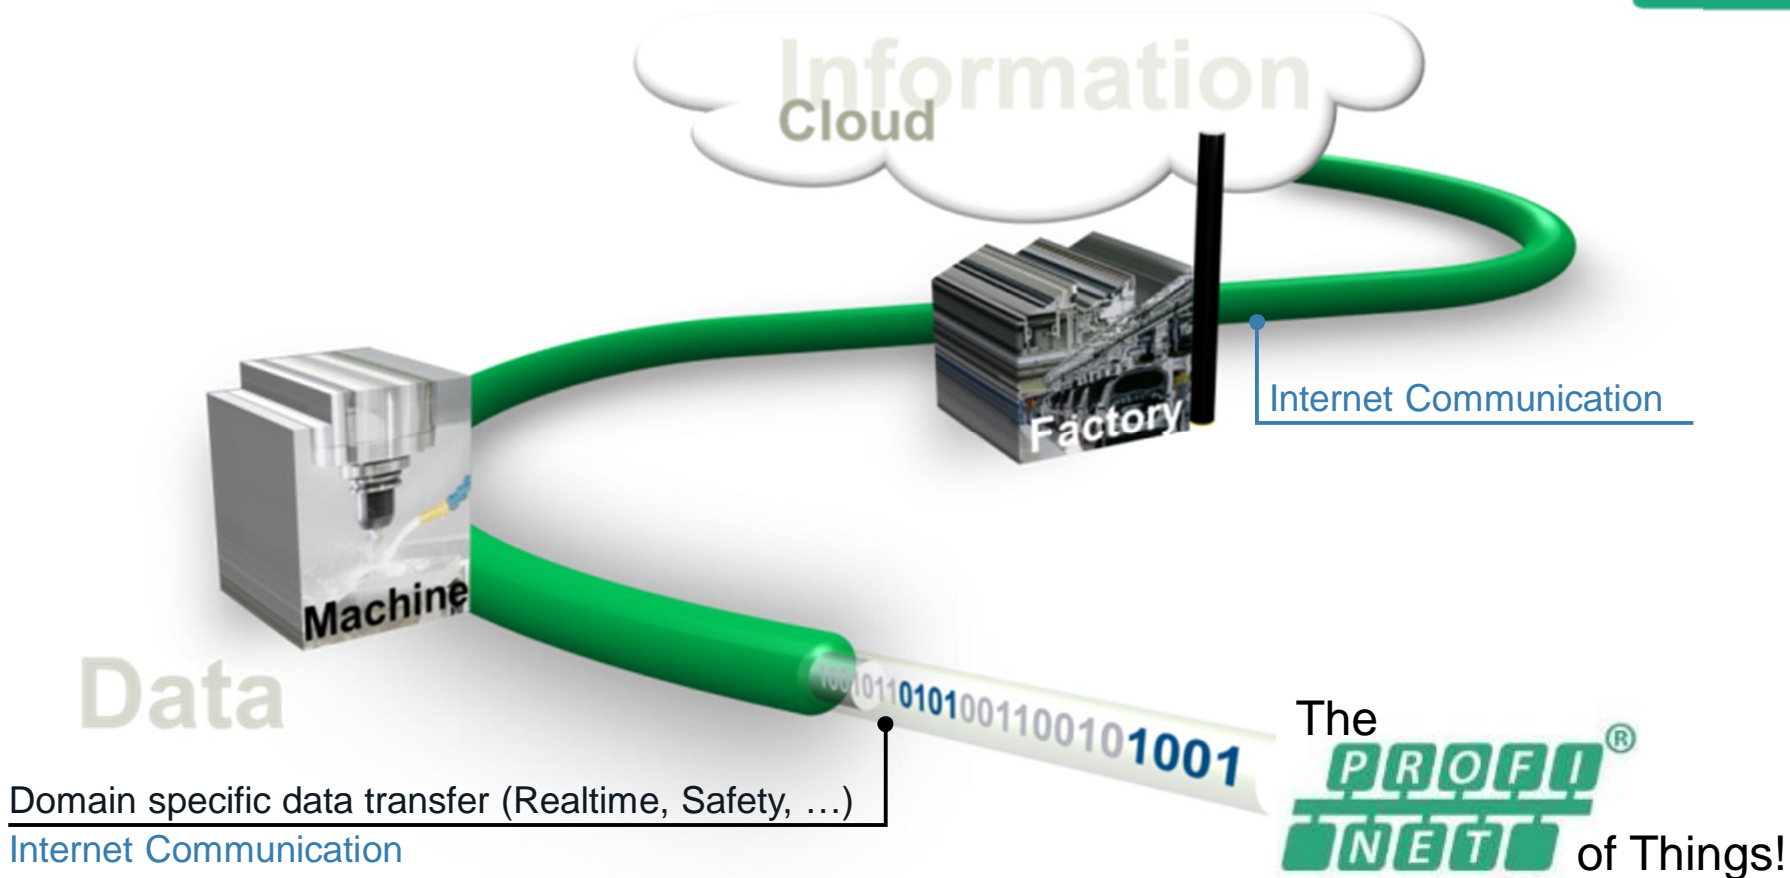 Information
Cloud
Internet Communication
Factory
Machine
Data
10010110101001100101001
The
PROFI®
NET
of Things!
Domain specific data transfer (Realtime, Safety, …)
Internet Communication